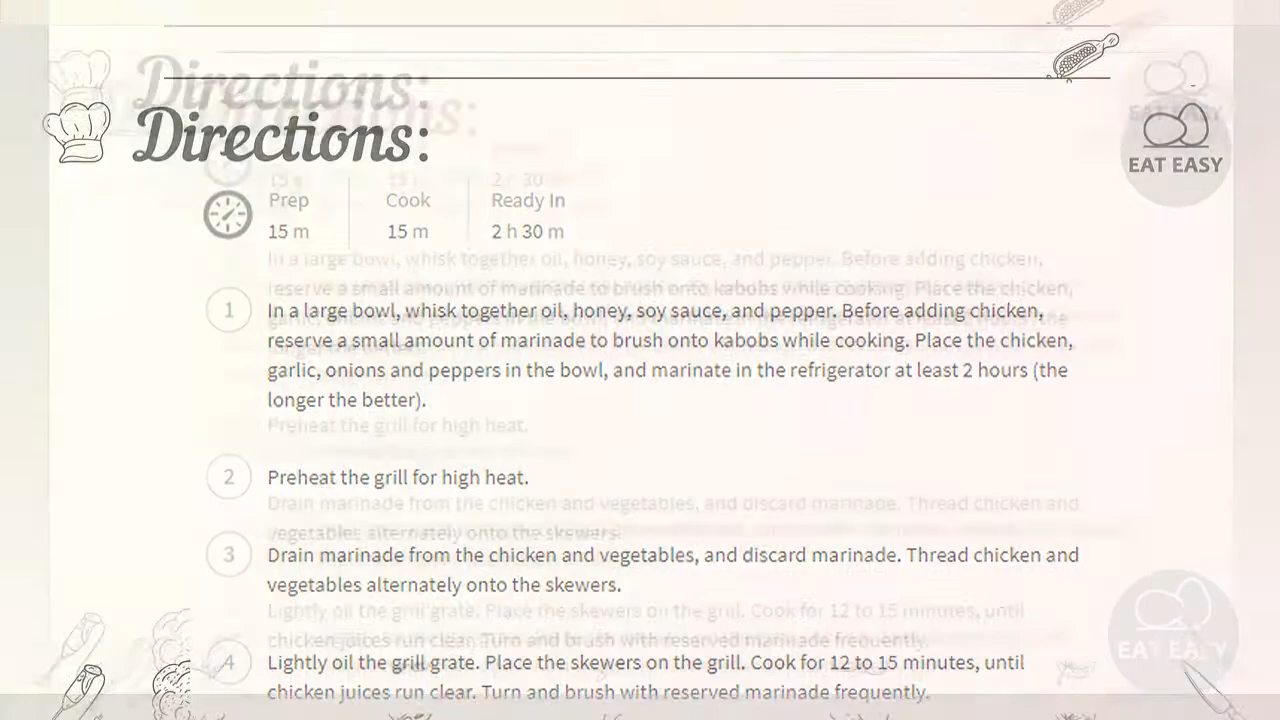 Directions:
EAT EASY
Prep Cook Ready In
15 m 15 m 2 h 30 m
1 In a large bowl, whisk together oil, honey, soy sauce, and pepper. Before adding chicken,
reserve a small amount of marinade to brush onto kabobs while cooking. Place the chicken,
garlic, onions and peppers in the bowl, and marinate in the refrigerator at least 2 hours (the
longer the better).
2 Preheat the grill for high heat.
3 Drain marinade from the chicken and vegetables, and discard marinade. Thread chicken and
vegetables alternately onto the skewers.
4 Lightly oil the grill grate. Place the skewers on the grill. Cook for 12 to 15 minutes, until
chicken juices run clear. Turn and brush with reserved marinade frequently.
EAT EASY